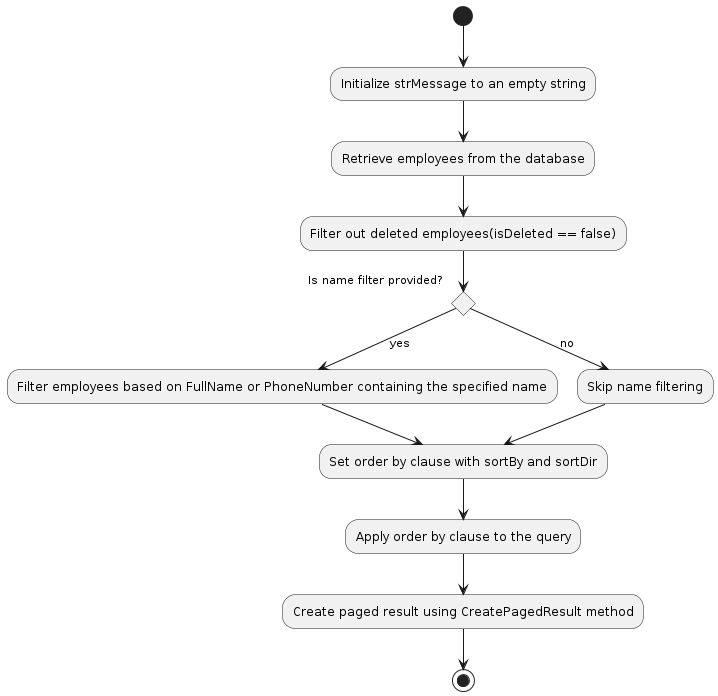 Initialize strMessage to an empty string
Retrieve employees from the database
Filter out deleted employees(isDeleted == false)
Is name filter provided?
yes
no
Filter employees based on FullName or PhoneNumber containing the specified name
Skip name filtering
Set order by clause with sortBy and sortDir
Apply order by clause to the query
Create paged result using CreatePagedResult method